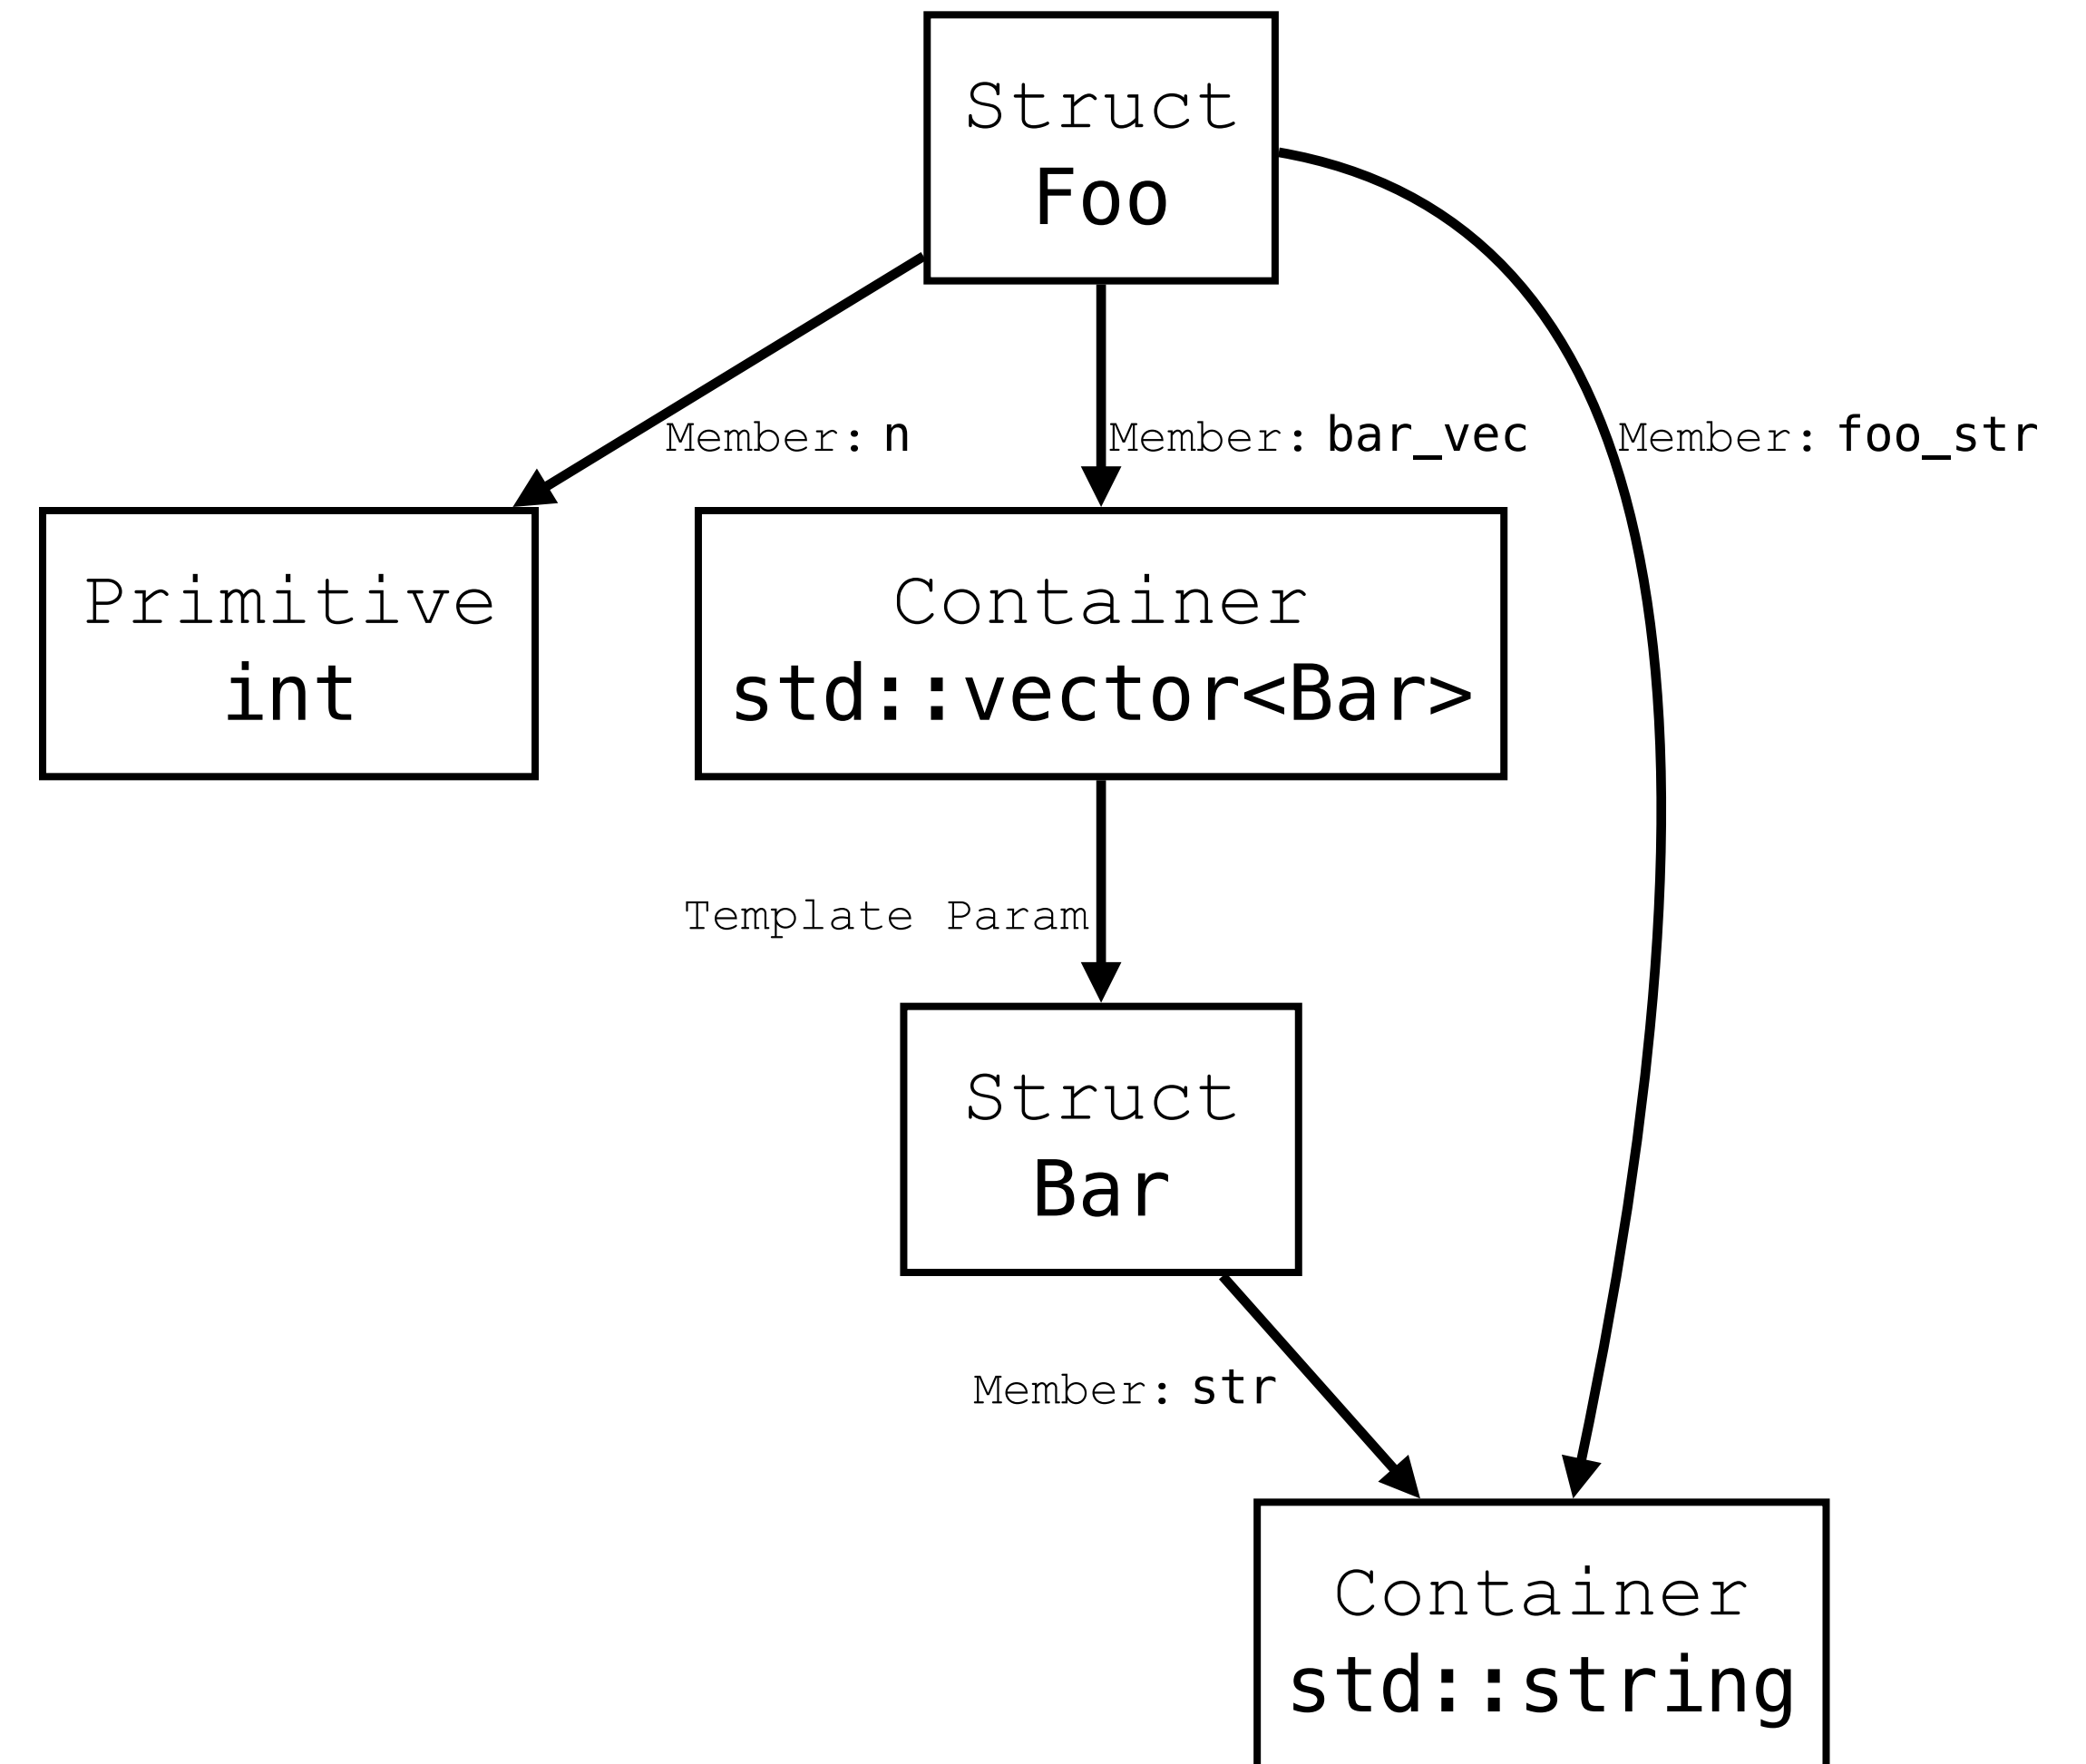 Struct
Foo
Member: n
Member: bar_vec
Member: foo_str
Primitive
int
Container
std::vector<Bar>
Template Param
Struct
Bar
Member: str
Container
std::string